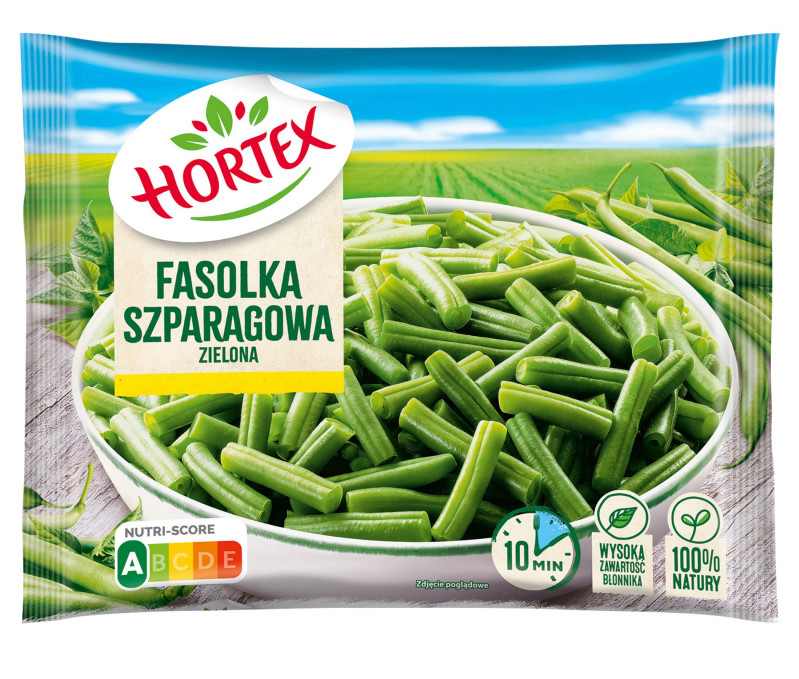 HORTEX
FASOLKA
SZPARAGOWA
ZIELONA
NUTRI-SCORE
A B C D E
10 MIN
WYSOKA
ZAWARTOŚĆ
BŁONNIKA
100%
NATURY
Zdjęcie poglądowe